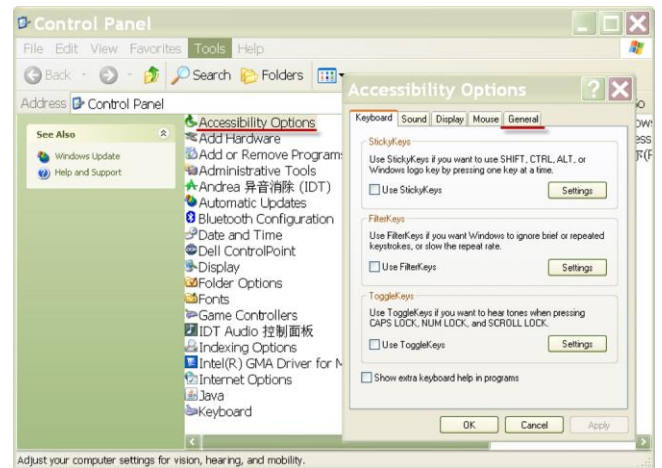 Control Panel
File Edit View Favorites Tools Help
Back Search Folders
Address Control Panel
See Also
Windows Update
Help and Support
Accessibility Options
Add Hardware
Add or Remove Program
Administrative Tools
Andrea 异音消除 (IDT)
Automatic Updates
Bluetooth Configuration
Date and Time
Dell ControlPoint
Display
Folder Options
Fonts
Game Controllers
IDT Audio 控制面板
Indexing Options
Intel(R) GMA Driver for M
Internet Options
Java
Keyboard
Accessibility Options
Keyboard Sound Display Mouse General
StickyKeys
Use StickyKeys if you want to use SHIFT, CTRL, ALT, or
Windows logo key by pressing one key at a time.
Use StickyKeys Settings
FilterKeys
Use FilterKeys if you want Windows to ignore brief or repeated
keystrokes, or slow the repeat rate.
Use FilterKeys Settings
ToggleKeys
Use ToggleKeys if you want to hear tones when pressing
CAPS LOCK, NUM LOCK, and SCROLL LOCK.
Use ToggleKeys Settings
Show extra keyboard help in programs
OK Cancel Apply
Adjust your computer settings for vision, hearing, and mobility.